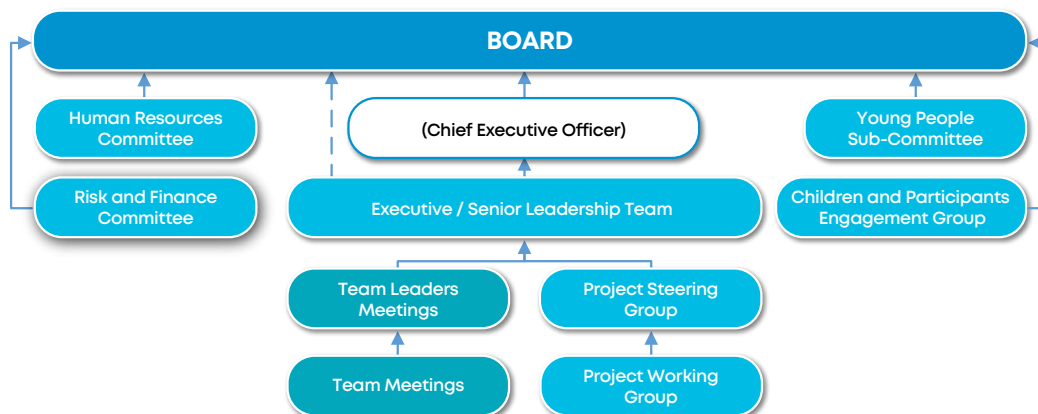 BOARD
Human Resources
Committee
(Chief Executive Officer)
Young People
Sub-Committee
Risk and Finance
Committee
Executive / Senior Leadership Team
Children and Participants
Engagement Group
Team Leaders
Meetings
Project Steering
Group
Team Meetings
Project Working
Group